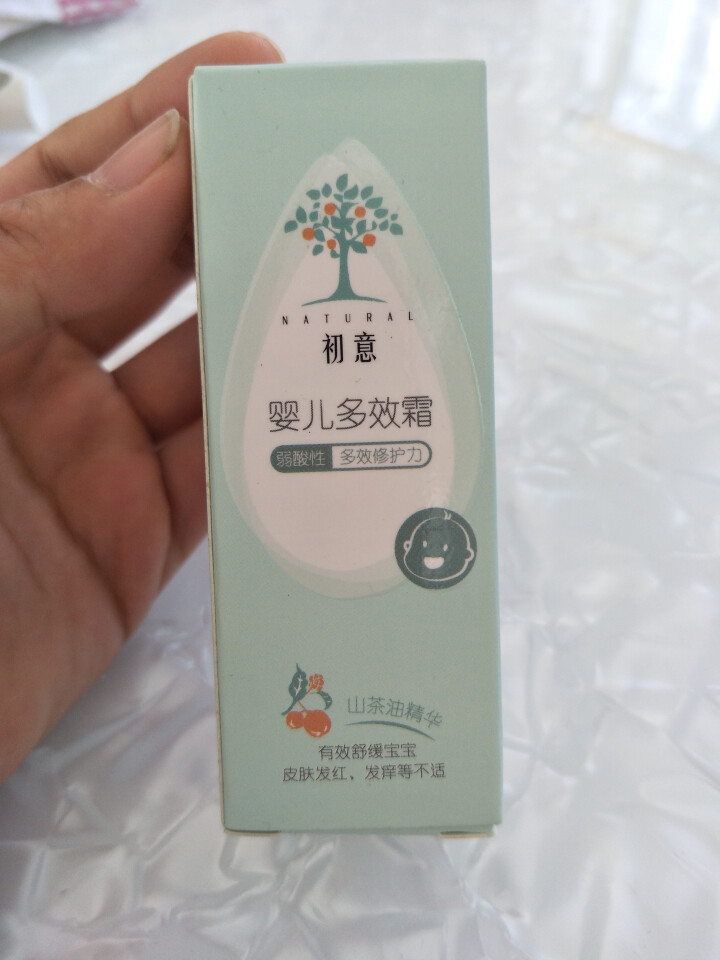 NATURAL
初意
婴儿多效霜
弱酸性 多效修护力
山茶油精华
有效舒缓宝宝
皮肤发红、发痒等不适